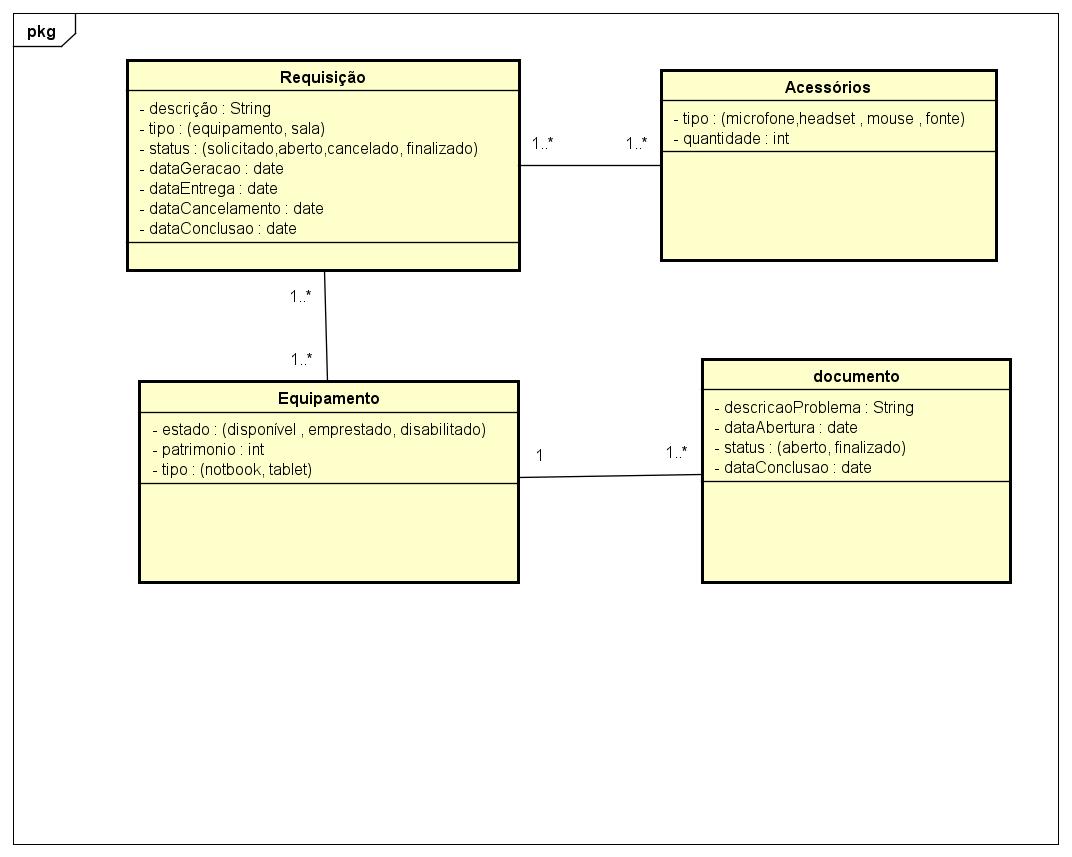 pkg
Requisição
- descrição : String
- tipo : (equipamento, sala)
- status : (solicitado,aberto,cancelado, finalizado)
- dataGeracao : date
- dataEntrega : date
- dataCancelamento : date
- dataConclusao : date
Acessórios
- tipo : (microfone,headset , mouse , fonte)
- quantidade : int
1..*
1..*
1..*
1..*
Equipamento
- estado : (disponível , emprestado, disabilitado)
- patrimonio : int
- tipo : (notbook, tablet)
1
1..*
documento
- descricaoProblema : String
- dataAbertura : date
- status : (aberto, finalizado)
- dataConclusao : date